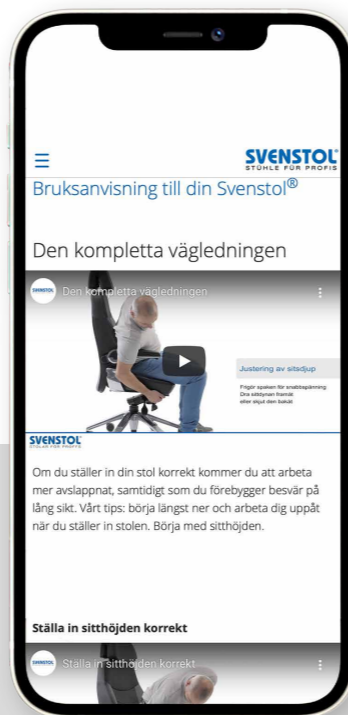 SVENSTOL®
STÜHLE FÜR PROFIS
Bruksanvisning till din Svenstol®
Den kompletta vägledningen
SVENSTOL
Den kompletta vägledningen
Justering av sitsdjup
Frigör spaken för snabbspänning
Dra sitsdynan framåt
eller skjut den bakåt
SVENSTOL®
STOLAR FÖR PROFFS
Om du ställer in din stol korrekt kommer du att arbeta
mer avslappnat, samtidigt som du förebygger besvär på
lång sikt. Vårt tips: börja längst ner och arbeta dig uppåt
när du ställer in stolen. Börja med sitthöjden.
Ställa in sitthöjden korrekt
SVENSTOL
Ställa in sitthöjden korrekt